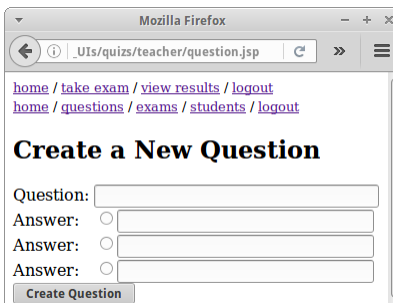 Mozilla Firefox
_UIs/quizs/teacher/question.jsp
home / take exam / view results / logout
home / questions / exams / students / logout
Create a New Question
Question:
Answer:
Answer:
Answer:
Create Question